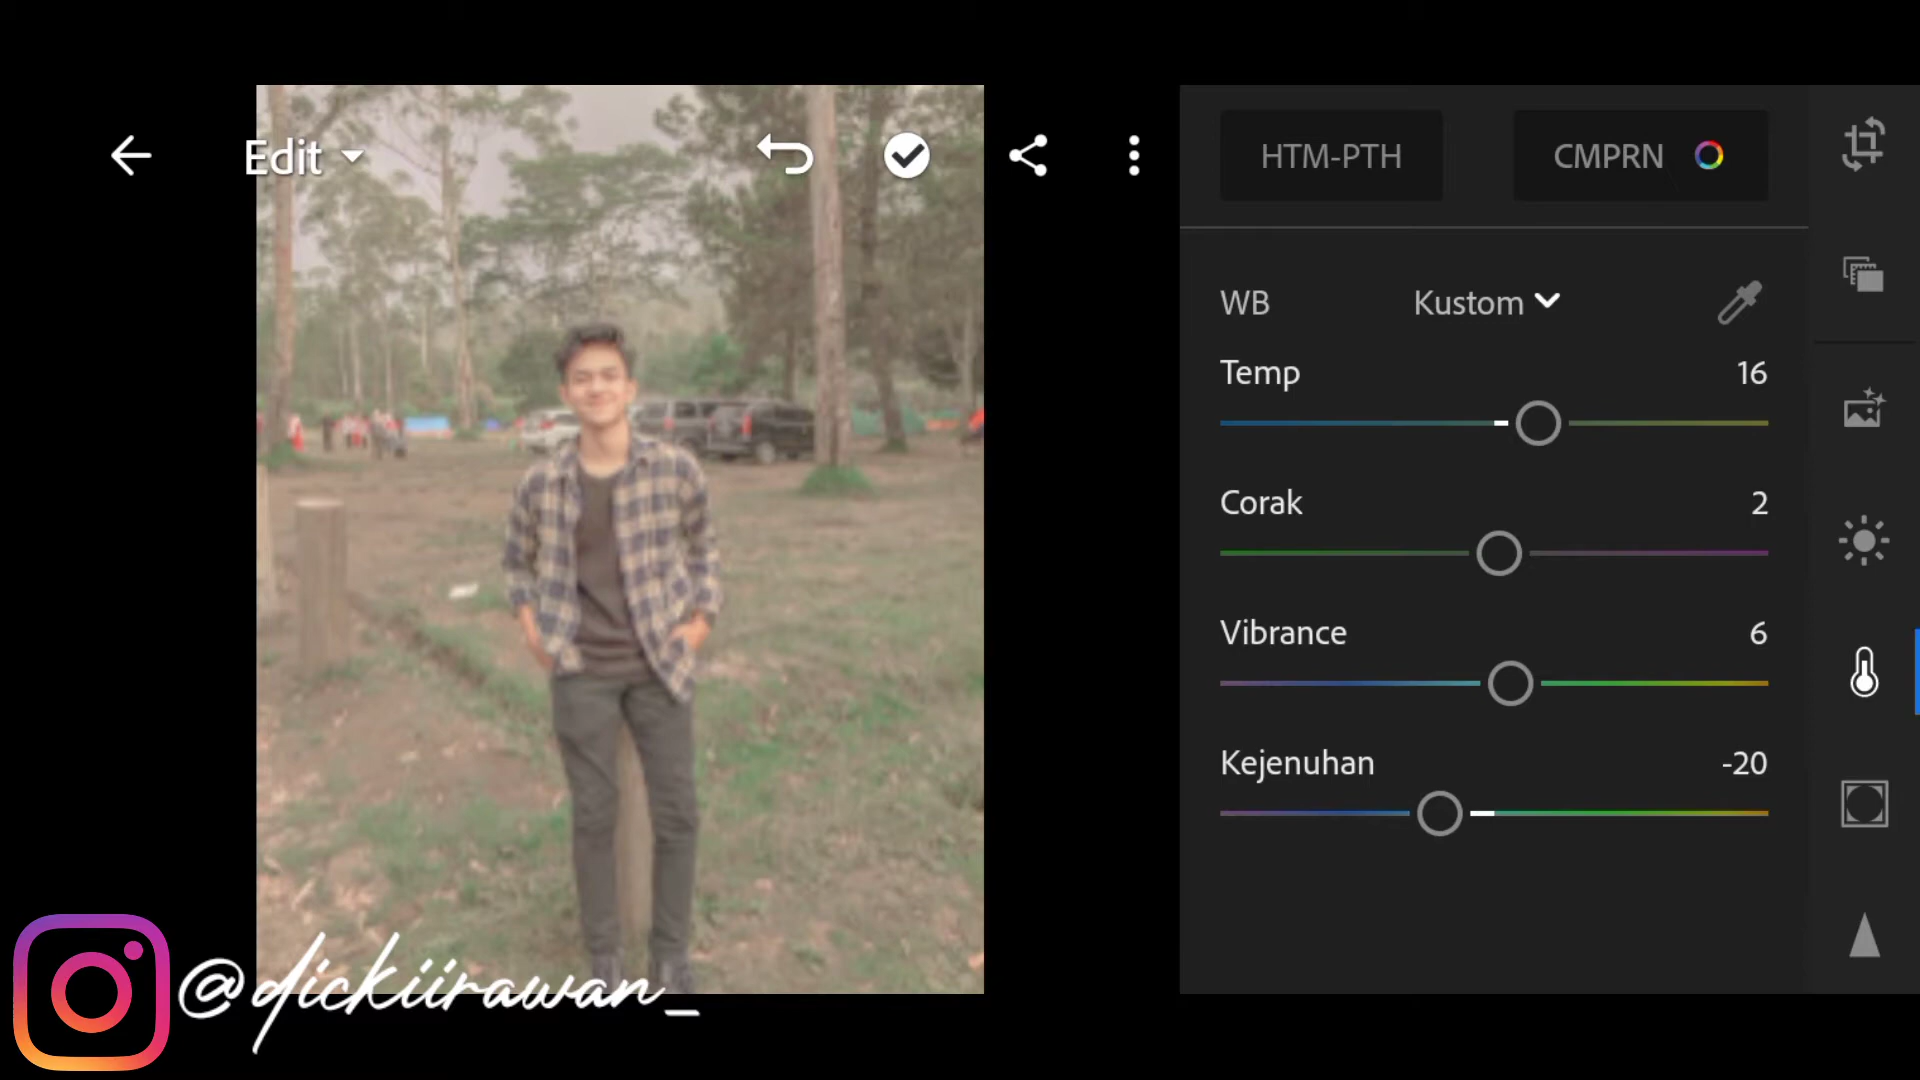 Edit
HTM-PTH
CMPRN
WB
Kustom
Temp
16
Corak
2
Vibrance
6
Kejenuhan
-20
@dickiirawan_